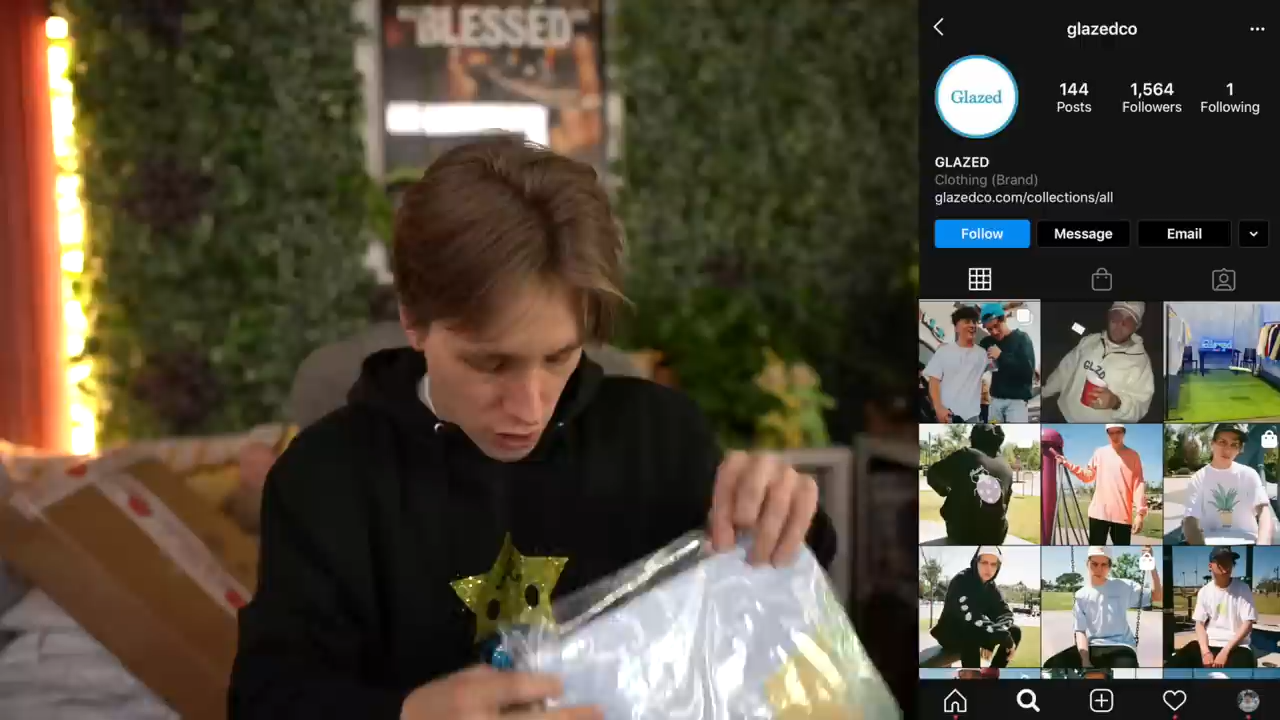 "BLESSED"
glazedco
Glazed
144
Posts
1,564
Followers
1
Following
GLAZED
Clothing (Brand)
glazedco.com/collections/all
Follow
Message
Email
GLZD